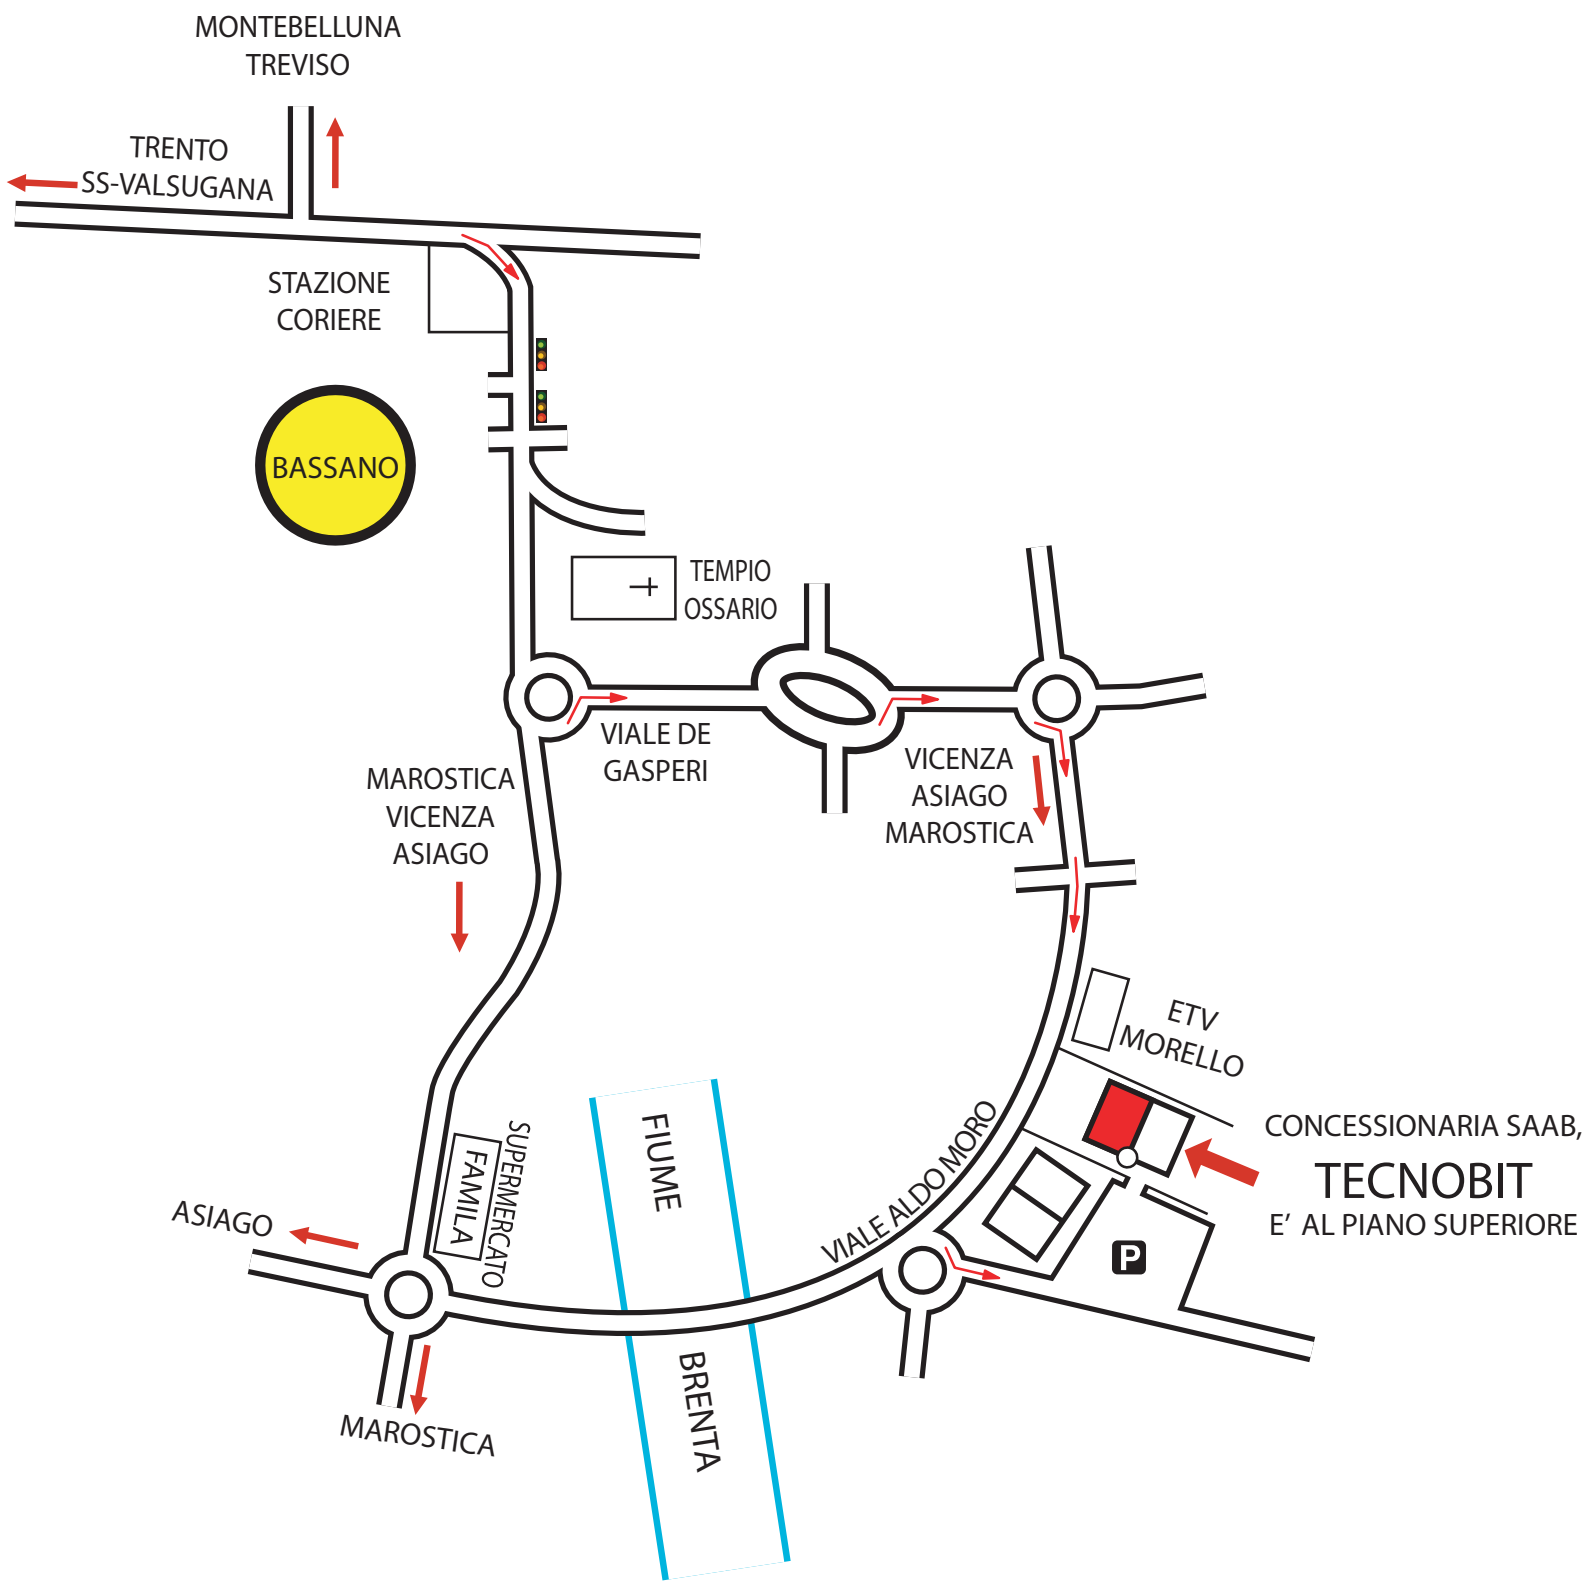 MONTEBELLUNA
TREVISO
TRENTO
SS-VALSUGANA
STAZIONE
CORIERE
BASSANO
TEMPIO
OSSARIO
VIALE DE
GASPERI
MAROSTICA
VICENZA
ASIAGO
VICENZA
ASIAGO
MAROSTICA
ETV
MORELLO
CONCESSIONARIA SAAB,
TECNOBIT
E' AL PIANO SUPERIORE
VIALE ALDO MORO
FIUME
BRENTA
SUPERMERCATO
FAMILA
ASIAGO
MAROSTICA
P